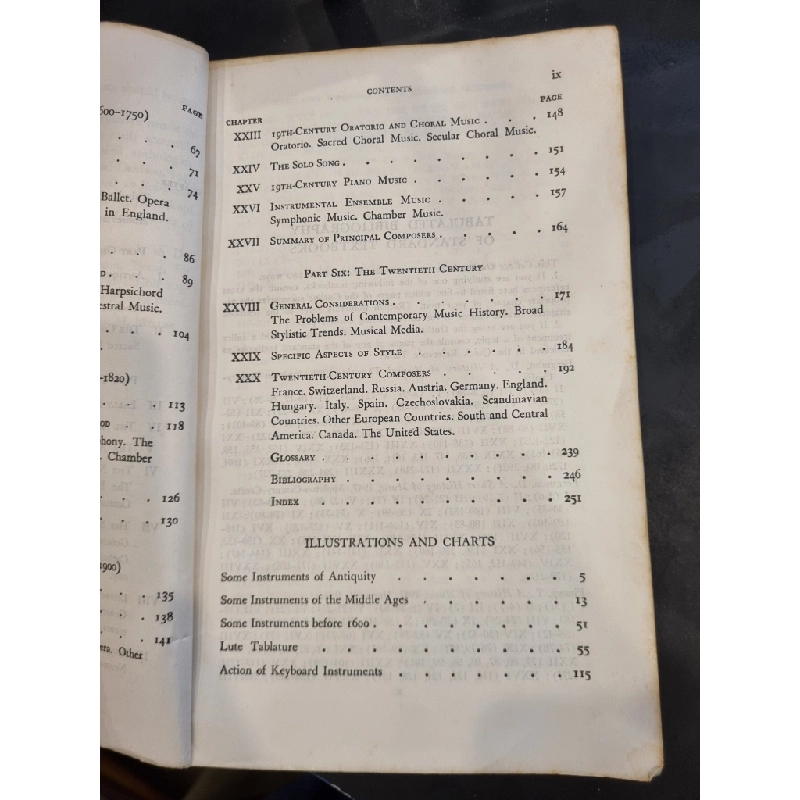 600-1750)
PAGE
67
71
74
Ballet. Opera
in England.
86
89
Harpsichord
estral Music.
104
-1820)
113
118
phony. The
Chamber
126
130
1900)
135
138
141
era. Other
ix
CONTENTS
CHAPTER PAGE
XXIII 19TH-CENTURY ORATORIO AND CHORAL MUSIC . . . 148
Oratorio. Sacred Choral Music. Secular Choral Music.
XXIV THE SOLO SONG . . . . . . . . 151
XXV 19TH-CENTURY PIANO MUSIC . . . . . . 154
XXVI INSTRUMENTAL ENSEMBLE MUSIC . . . . . 157
Symphonic Music. Chamber Music.
XXVII SUMMARY OF PRINCIPAL COMPOSERS . . . . . 164
PART SIX: THE TWENTIETH CENTURY
XXVIII GENERAL CONSIDERATIONS . . . . . . . 171
The Problems of Contemporary Music History. Broad
Stylistic Trends. Musical Media.
XXIX SPECIFIC ASPECTS OF STYLE . . . . . . 184
XXX TWENTIETH-CENTURY COMPOSERS . . . . . 192
France. Switzerland. Russia. Austria. Germany. England.
Hungary. Italy. Spain. Czechoslovakia. Scandinavian
Countries. Other European Countries. South and Central
America. Canada. The United States.
GLOSSARY . . . . . . . . . 239
BIBLIOGRAPHY . . . . . . . . 246
INDEX . . . . . . . . . 251
ILLUSTRATIONS AND CHARTS
Some Instruments of Antiquity . . . . . . 5
Some Instruments of the Middle Ages . . . . . 13
Some Instruments before 1600 . . . . . . . 51
Lute Tablature . . . . . . . . . 55
Action of Keyboard Instruments . . . . . . 115